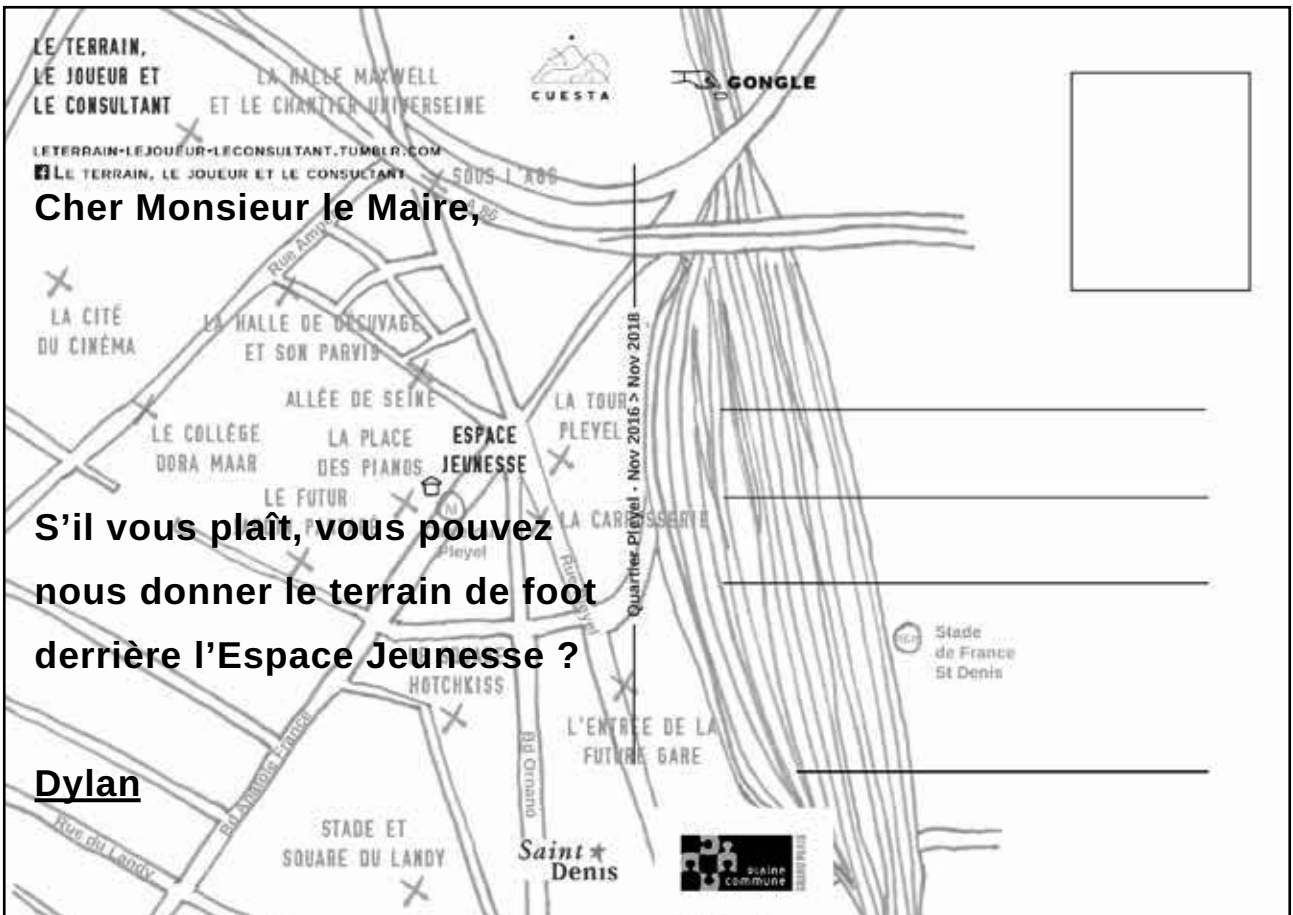 LE TERRAIN,
LE JOUEUR ET
LE CONSULTANT
LA HALLE MAXWELL
ET LE CHANTIER UNIVERSEINE
CUESTA
GONGLE
LETERRAIN-LEJOUEUR-LECONSULTANT.TUMBLR.COM
LE TERRAIN, LE JOUEUR ET LE CONSULTANT
SOUS L'A86
A 86
Cher Monsieur le Maire,
LA CITÉ
DU CINÉMA
LA HALLE DE DÉCUVAGE
ET SON PARVIS
ALLÉE DE SEINE
LE COLLÈGE
DORA MAAR
LA PLACE
DES PIANOS
ESPACE
JEUNESSE
LA TOUR
PLEYEL
Quartier Pleyel - Nov 2016 > Nov 2018
LE FUTUR
LA CARROSSERIE
Pleyel
S'il vous plaît, vous pouvez
nous donner le terrain de foot
derrière l'Espace Jeunesse ?
HOTCHKISS
Stade
de France
St Denis
L'ENTRÉE DE LA
FUTURE GARE
Bd Anatole France
Bd Ornano
Dylan
Rue du Landy
STADE ET
SQUARE DU LANDY
Saint
Denis
plaine
commune